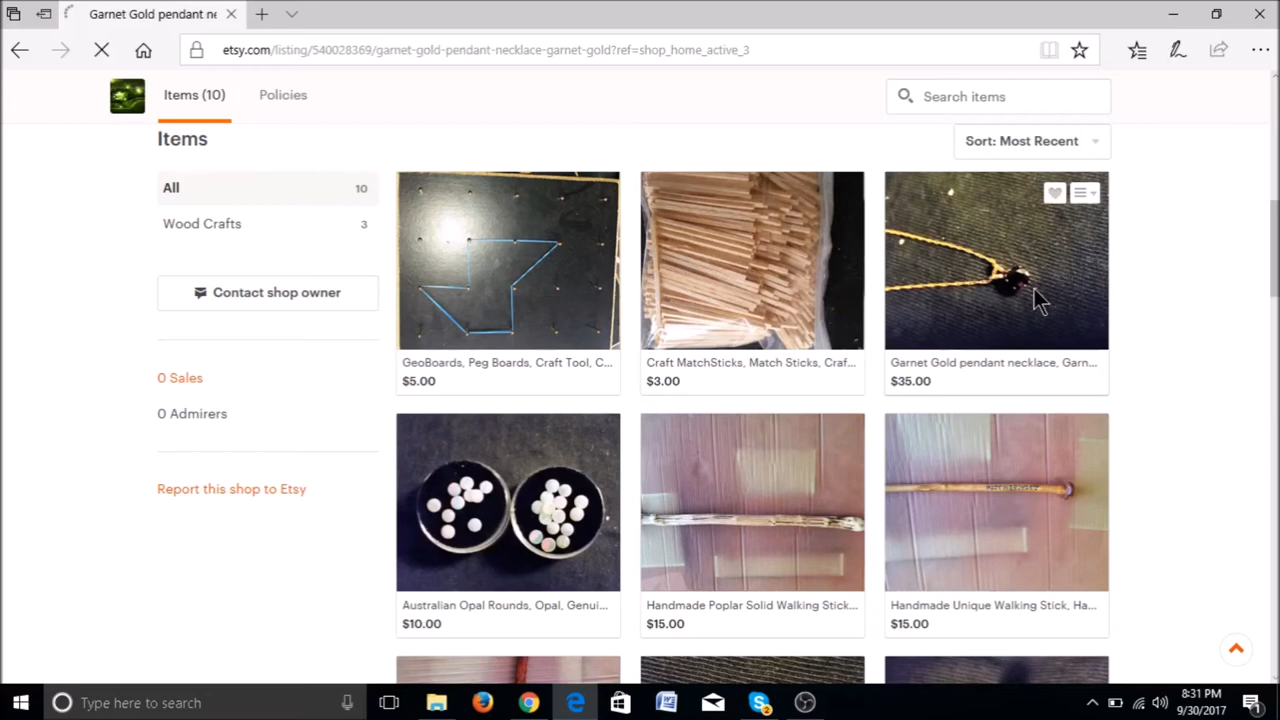 Garnet Gold pendant ne
etsy.com/listing/540028369/garnet-gold-pendant-necklace-garnet-gold?ref=shop_home_active_3
Items (10)
Policies
Search items
Items
Sort: Most Recent
All 10
Wood Crafts 3
Contact shop owner
0 Sales
0 Admirers
Report this shop to Etsy
GeoBoards, Peg Boards, Craft Tool, C...
$5.00
Craft MatchSticks, Match Sticks, Craf...
$3.00
Garnet Gold pendant necklace, Garn...
$35.00
Australian Opal Rounds, Opal, Genui...
$10.00
Handmade Poplar Solid Walking Stick...
$15.00
Handmade Unique Walking Stick, Ha...
$15.00
Type here to search
8:31 PM
9/30/2017